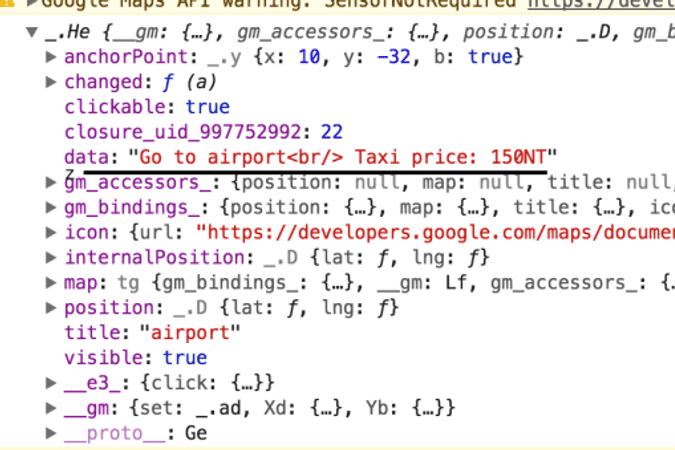 Google Maps API warning: SensorNotRequired https://devel
▼ _.He {__gm: {…}, gm_accessors_: {…}, position: _.D, gm_b
▶ anchorPoint: _.y {x: 10, y: -32, b: true}
▶ changed: ƒ (a)
clickable: true
closure_uid_997752992: 22
data: "Go to airport<br/> Taxi price: 150NT"
z
▶ gm_accessors_: {position: null, map: null, title: null,
▶ gm_bindings_: {position: {…}, map: {…}, title: {…}, ico
▶ icon: {url: "https://developers.google.com/maps/documen
▶ internalPosition: _.D {lat: ƒ, lng: ƒ}
▶ map: tg {gm_bindings_: {…}, __gm: Lf, gm_accessors_: {…
▶ position: _.D {lat: ƒ, lng: ƒ}
title: "airport"
visible: true
▶ __e3_: {click: {…}}
▶ __gm: {set: _.ad, Xd: {…}, Yb: {…}}
▶ __proto__: Ge